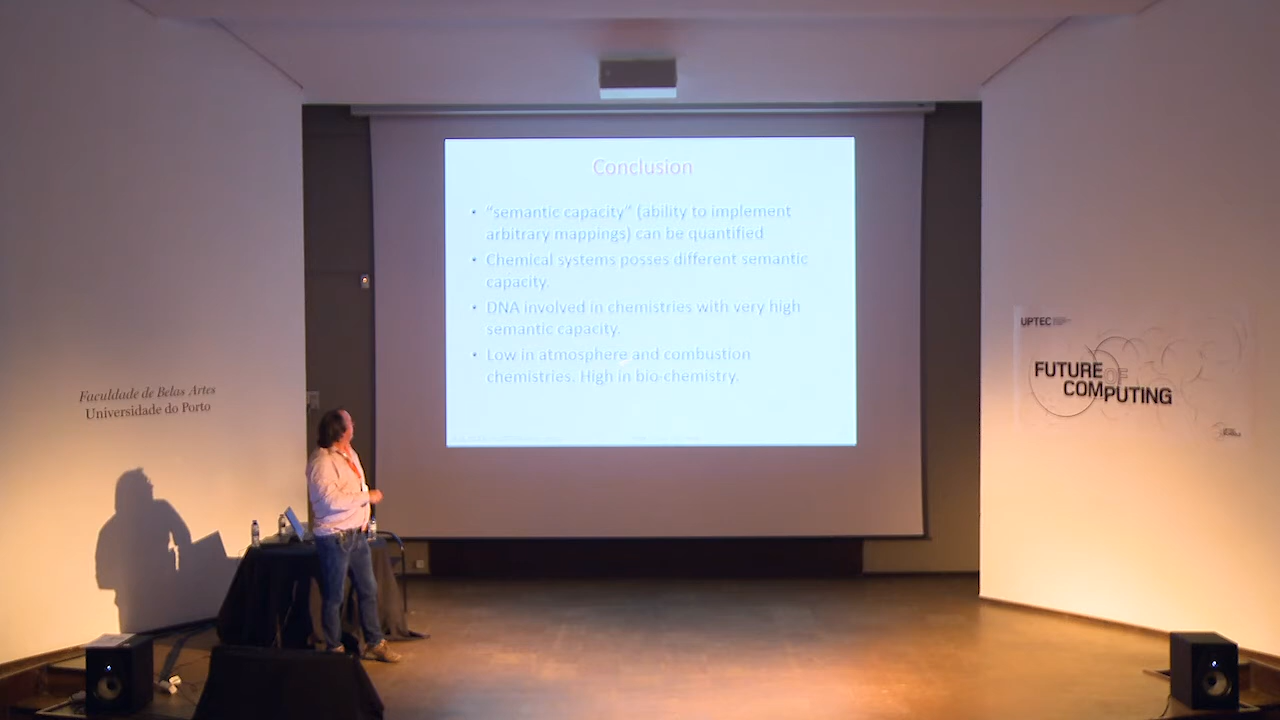 Conclusion
• “semantic capacity” (ability to implement
arbitrary mappings) can be quantified
• Chemical systems posses different semantic
capacity.
• DNA involved in chemistries with very high
semantic capacity.
• Low in atmosphere and combustion
chemistries. High in bio-chemistry.
Faculdade de Belas Artes
Universidade do Porto
UPTEC
FUTURE OF
COMPUTING